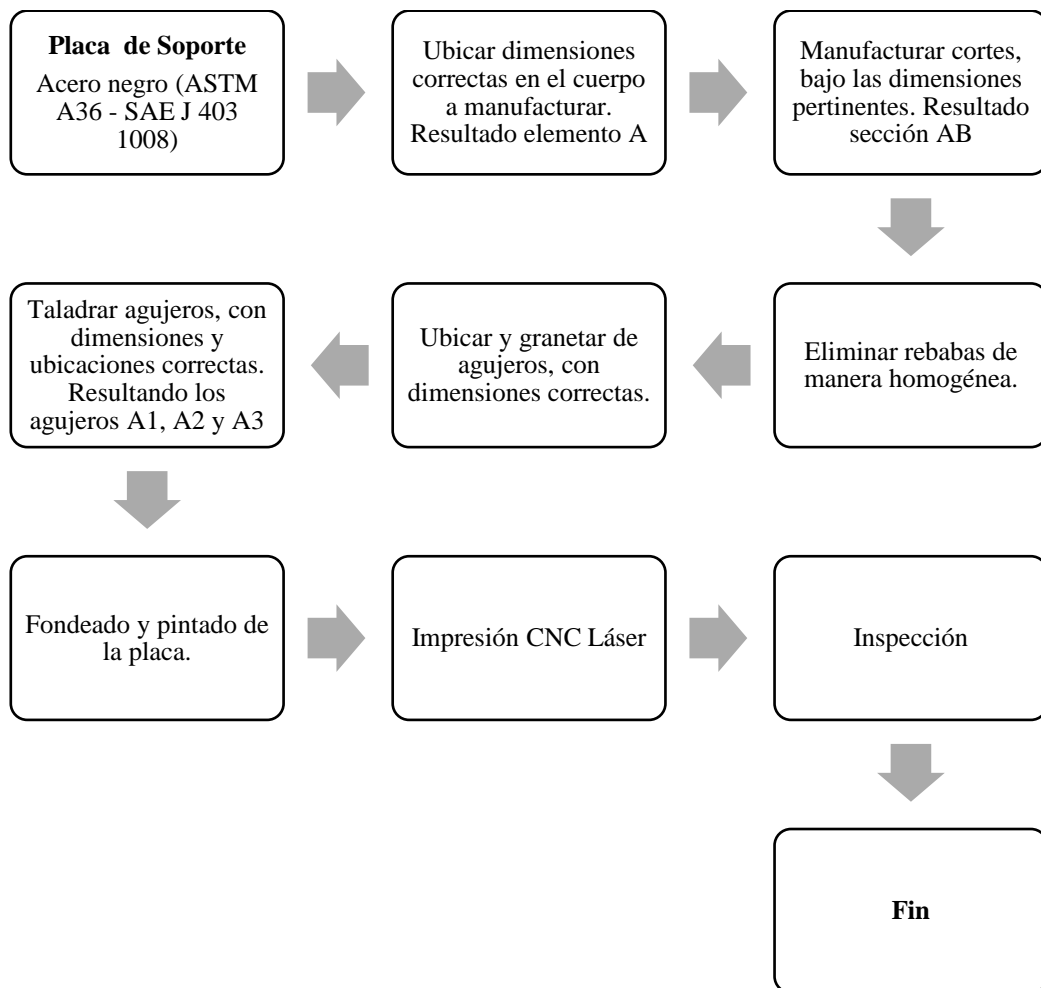 Placa de Soporte
Acero negro (ASTM
A36 - SAE J 403
1008)
Ubicar dimensiones
correctas en el cuerpo
a manufacturar.
Resultado elemento A
Manufacturar cortes,
bajo las dimensiones
pertinentes. Resultado
sección AB
Eliminar rebabas de
manera homogénea.
Ubicar y granetar de
agujeros, con
dimensiones correctas.
Taladrar agujeros, con
dimensiones y
ubicaciones correctas.
Resultando los
agujeros A1, A2 y A3
Fondeado y pintado de
la placa.
Impresión CNC Láser
Inspección
Fin